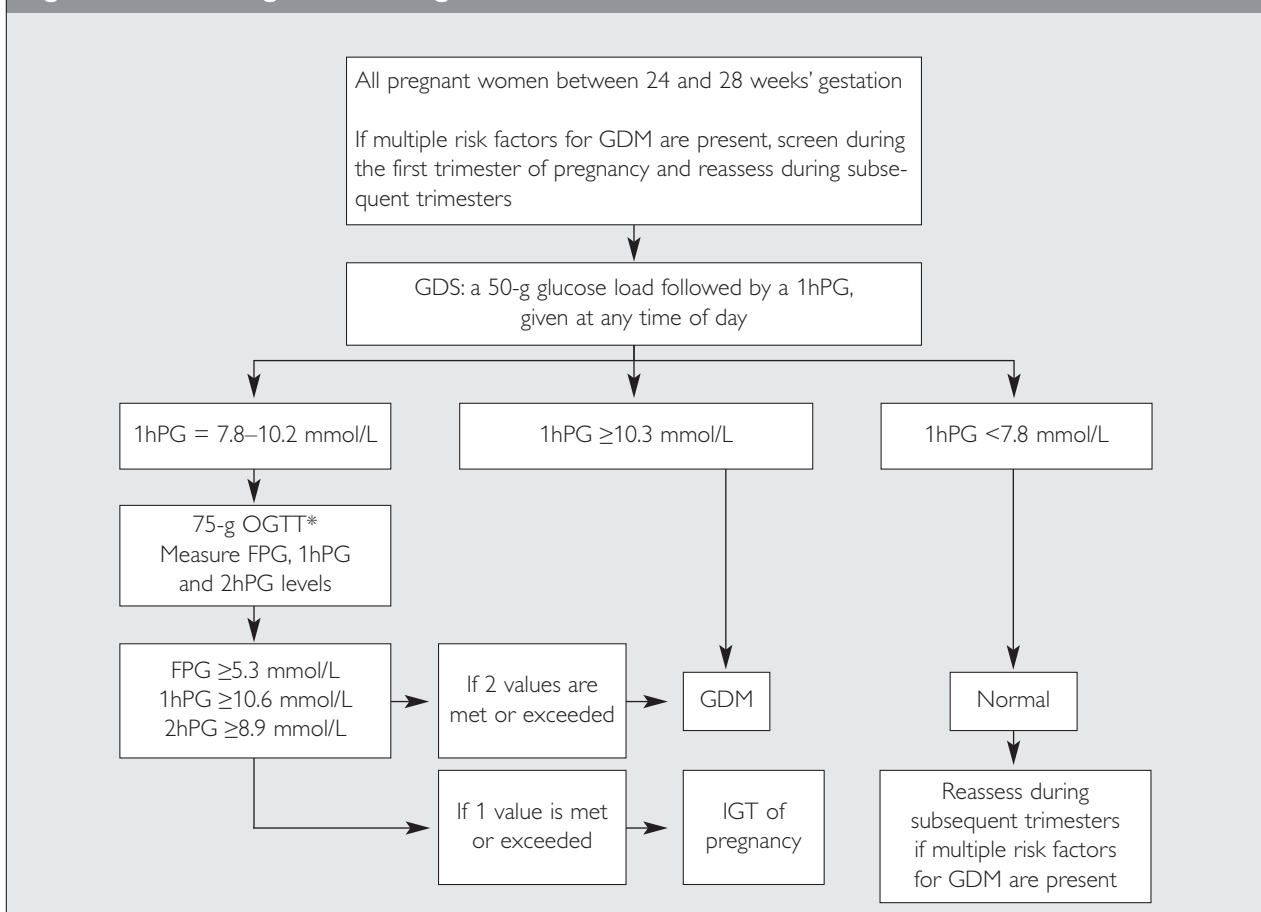 All pregnant women between 24 and 28 weeks' gestation
If multiple risk factors for GDM are present, screen during
the first trimester of pregnancy and reassess during subse-
quent trimesters
GDS: a 50-g glucose load followed by a 1hPG,
given at any time of day
1hPG = 7.8–10.2 mmol/L
1hPG ≥10.3 mmol/L
1hPG <7.8 mmol/L
75-g OGTT*
Measure FPG, 1hPG
and 2hPG levels
FPG ≥5.3 mmol/L
1hPG ≥10.6 mmol/L
2hPG ≥8.9 mmol/L
If 2 values are
met or exceeded
GDM
Normal
If 1 value is met
or exceeded
IGT of
pregnancy
Reassess during
subsequent trimesters
if multiple risk factors
for GDM are present